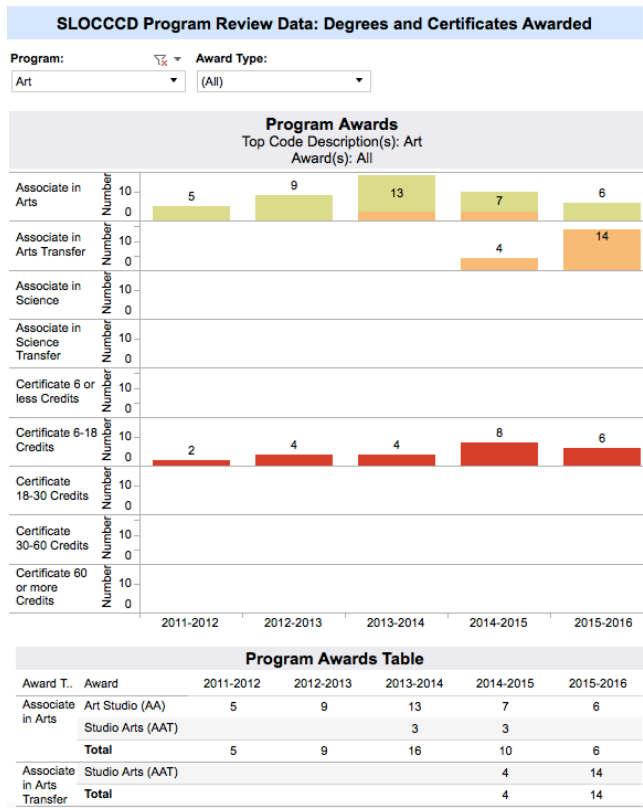 SLOCCCD Program Review Data: Degrees and Certificates Awarded
Program: Award Type:
Art (All)
Program Awards
Top Code Description(s): Art
Award(s): All
Associate in
Arts
Number
10
0
5 9 13 7 6
Associate in
Arts Transfer
Number
10
0
4 14
Associate in
Science
Number
10
0
Associate in
Science
Transfer
Number
10
0
Certificate 6 or
less Credits
Number
10
0
Certificate 6-18
Credits
Number
10
0
2 4 4 8 6
Certificate
18-30 Credits
Number
10
0
Certificate
30-60 Credits
Number
10
0
Certificate 60
or more
Credits
Number
10
0
2011-2012 2012-2013 2013-2014 2014-2015 2015-2016
Program Awards Table
Award T.. Award 2011-2012 2012-2013 2013-2014 2014-2015 2015-2016
Associate in Arts Art Studio (AA) 5 9 13 7 6
Studio Arts (AAT) 3 3
Total 5 9 16 10 6
Associate in Arts Transfer Studio Arts (AAT) 4 14
Total 4 14